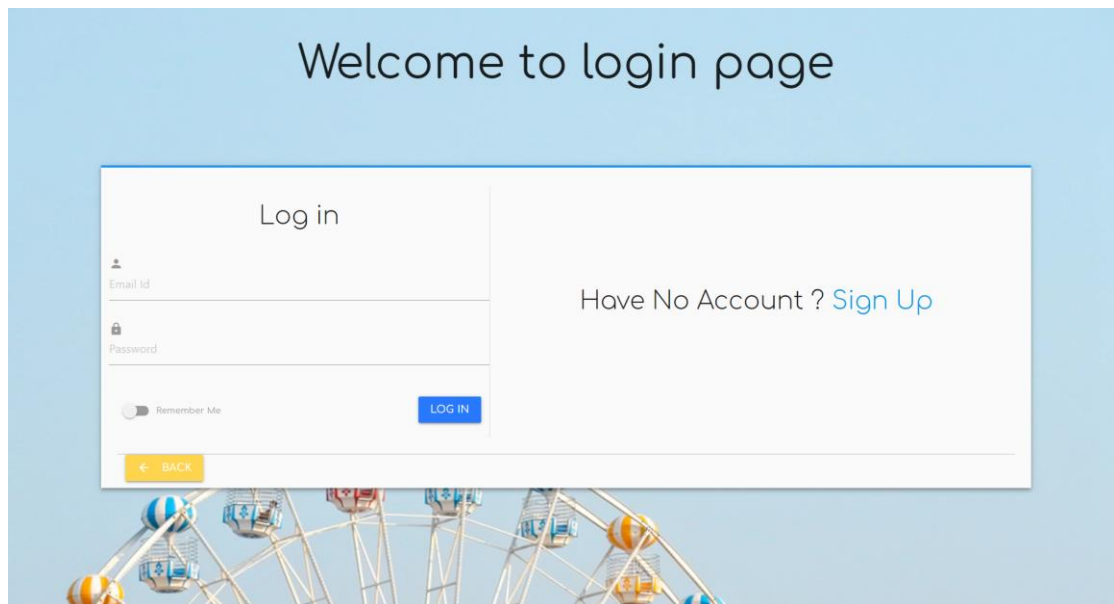 Welcome to login page
Log in
Email Id
Password
Remember Me
LOG IN
BACK
Have No Account ? Sign Up